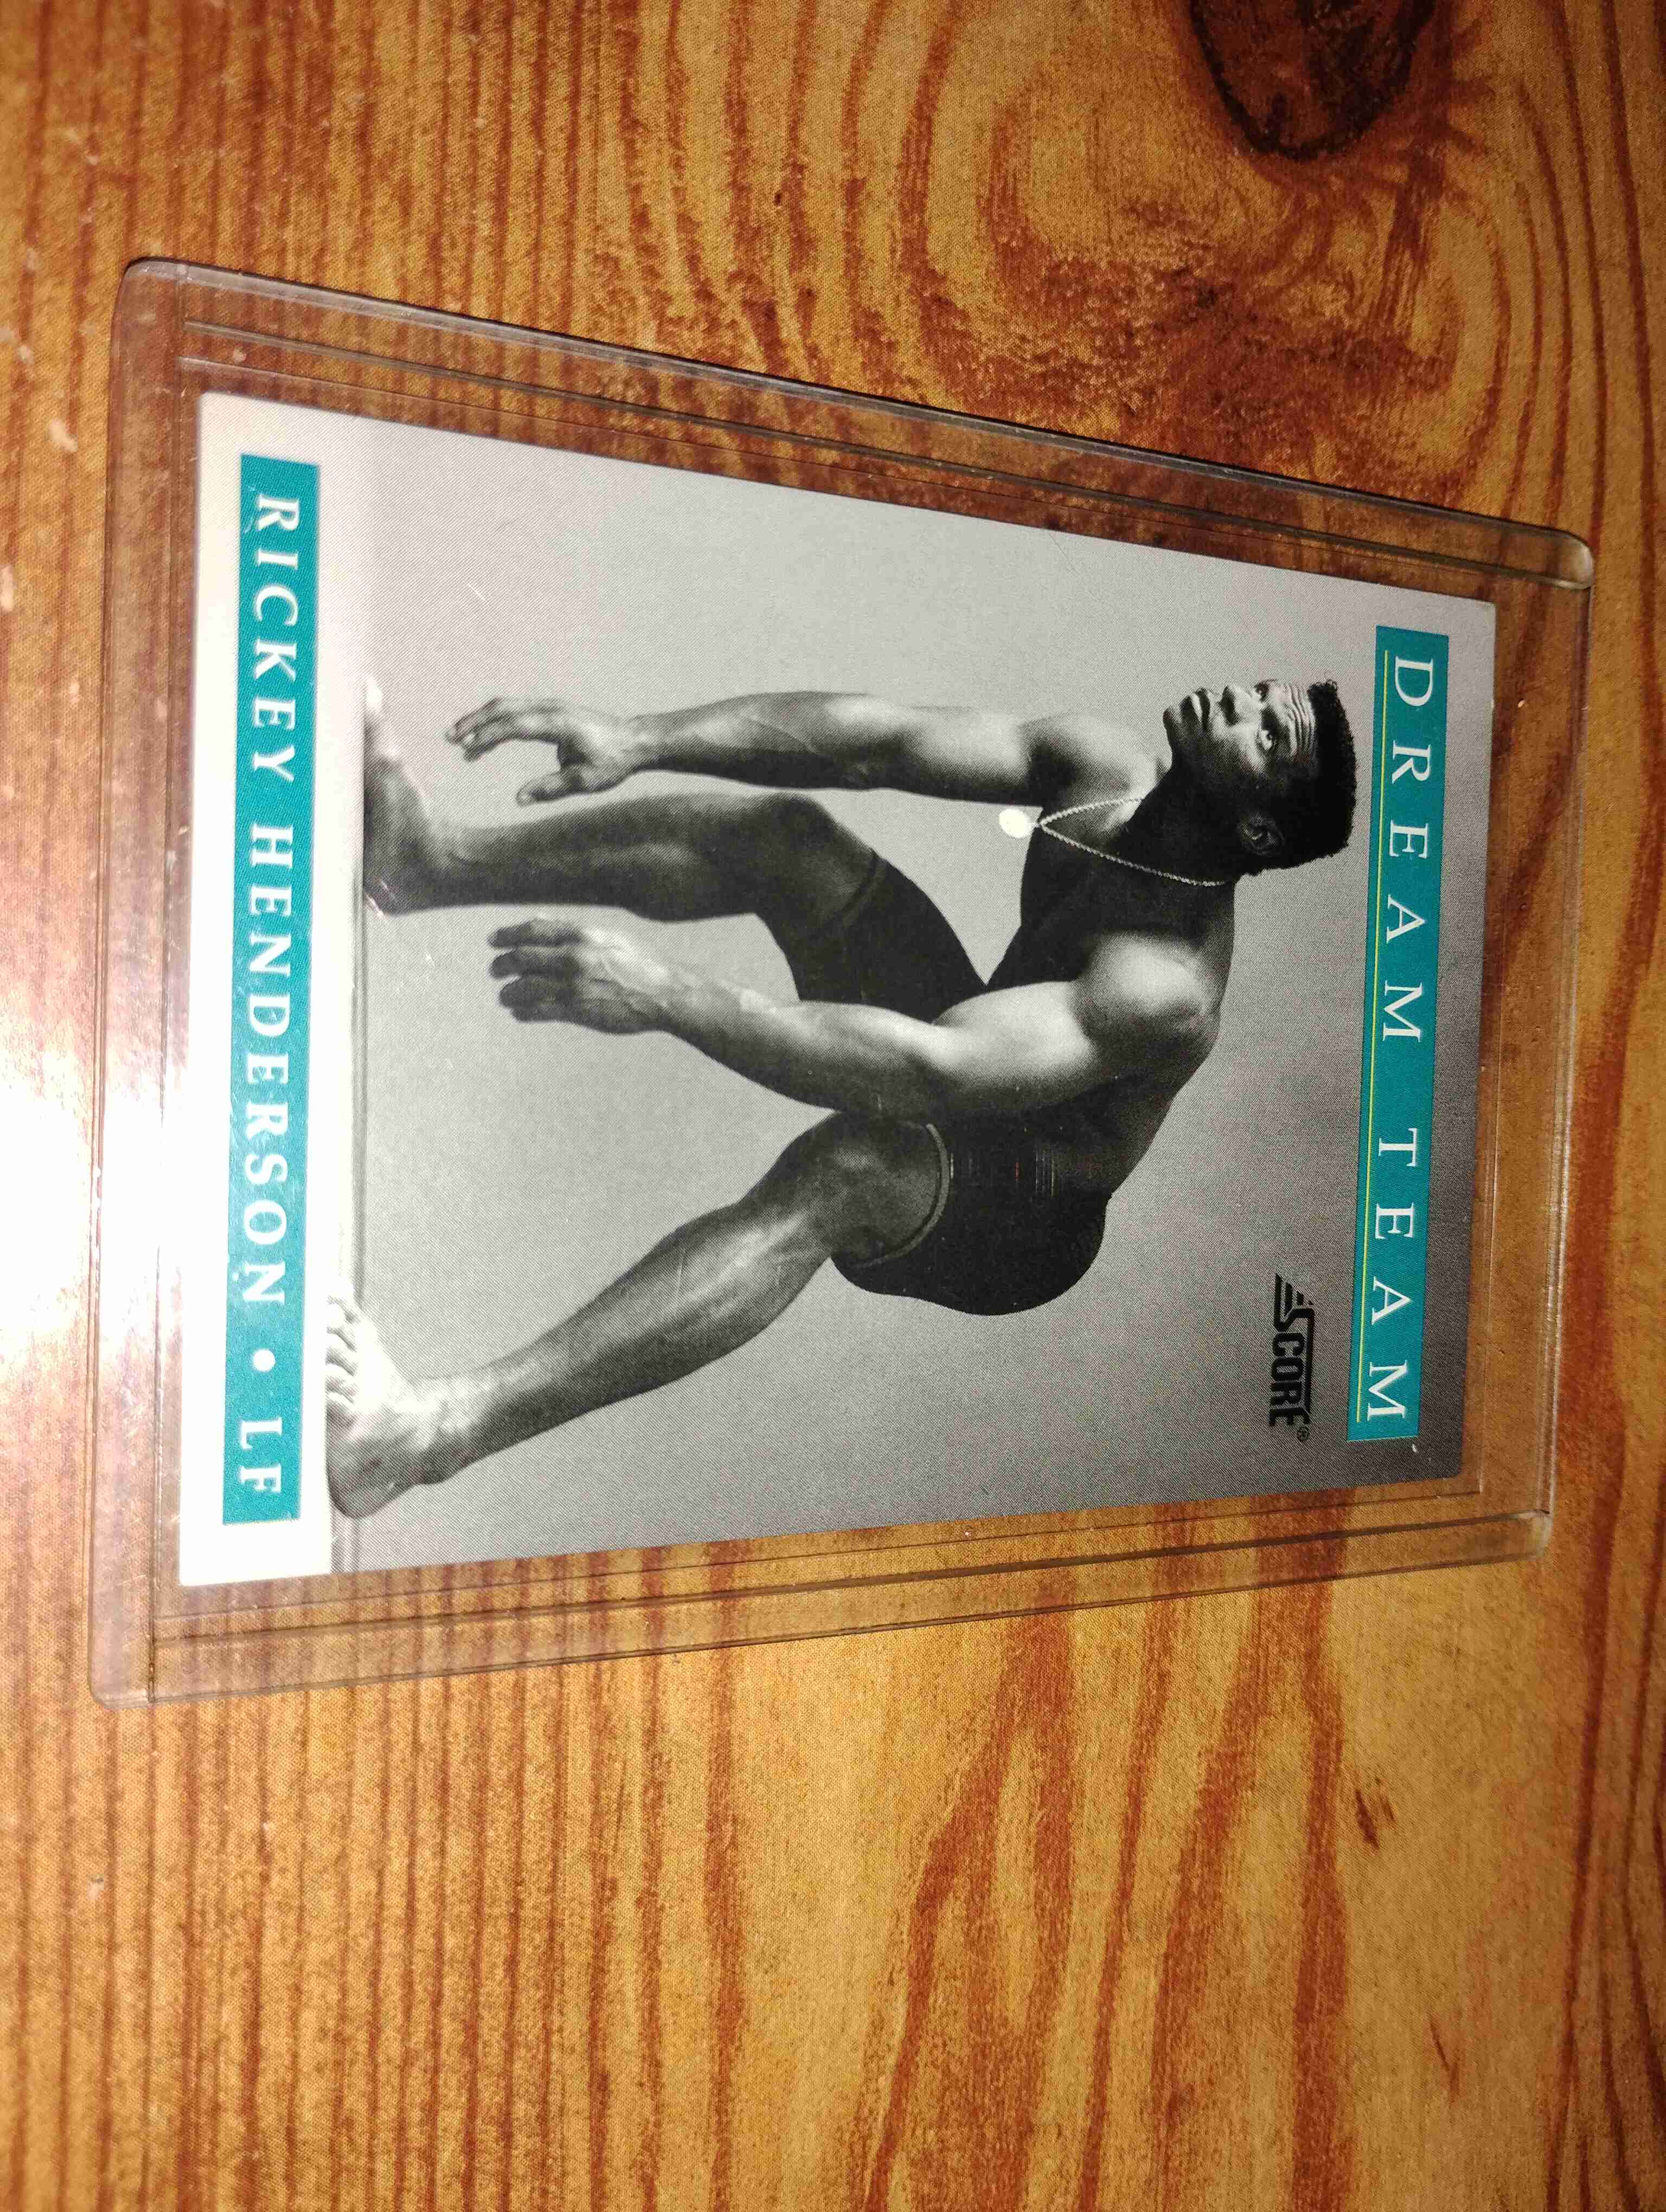 DREAM TEAM
SCORE®
RICKEY HENDERSON • LF